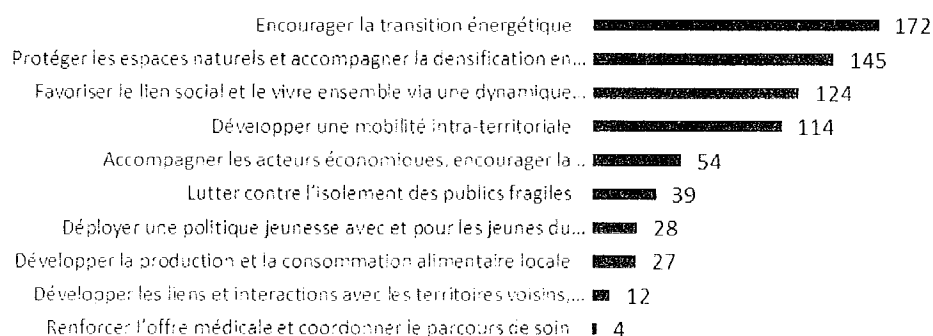 Encourager la transition énergétique 172
Protéger les espaces naturels et accompagner la densification en... 145
Favoriser le lien social et le vivre ensemble via une dynamique.. 124
Développer une mobilité intra-territoriale 114
Accompagner les acteurs économiques, encourager la .. 54
Lutter contre l'isolement des publics fragiles 39
Déployer une politique jeunesse avec et pour les jeunes du... 28
Développer la production et la consommation alimentaire locale 27
Développer les liens et interactions avec les territoires voisins,... 12
Renforcer l'offre médicale et coordonner le parcours de soin 4